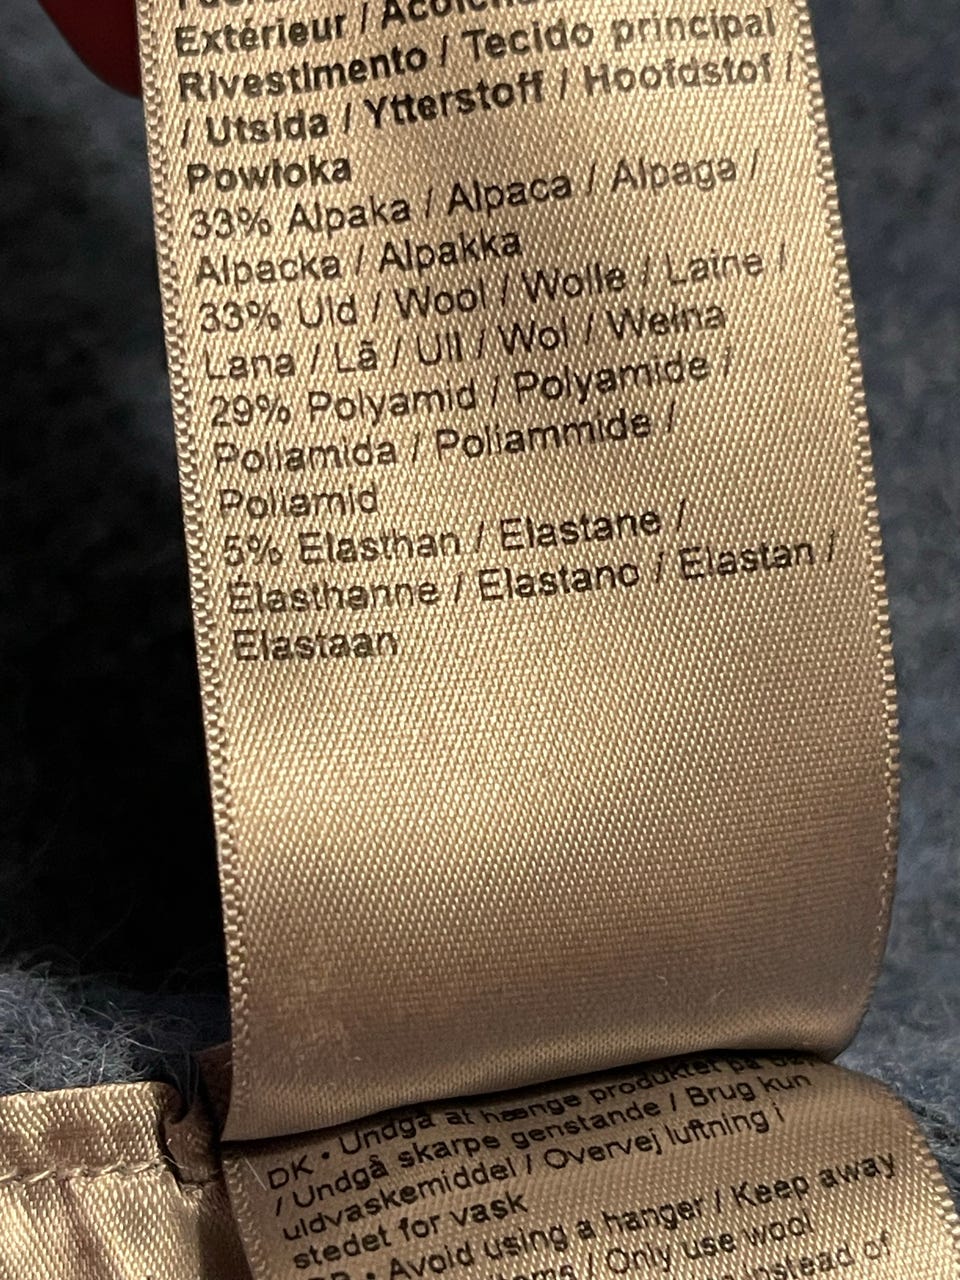 Extérieur /
Rivestimento / Tecido principal
/ Utsida / Ytterstoff / Hoofdstof /
Powłoka
33% Alpaka / Alpaca / Alpaga /
Alpacka / Alpakka
33% Uld / Wool / Wolle / Laine /
Lana / Lã / Ull / Wol / Wełna
29% Polyamid / Polyamide /
Poliamida / Poliammide /
Poliamid
5% Elasthan / Elastane /
Élasthanne / Elastano / Elastan /
Elastaan
DK • Undgå at hænge produktet på
/ Undgå skarpe genstande / Brug kun
uldvaskemiddel / Overvej luftning i
stedet for vask
• Avoid using a hanger / Keep away
/ Only use wool
instead of